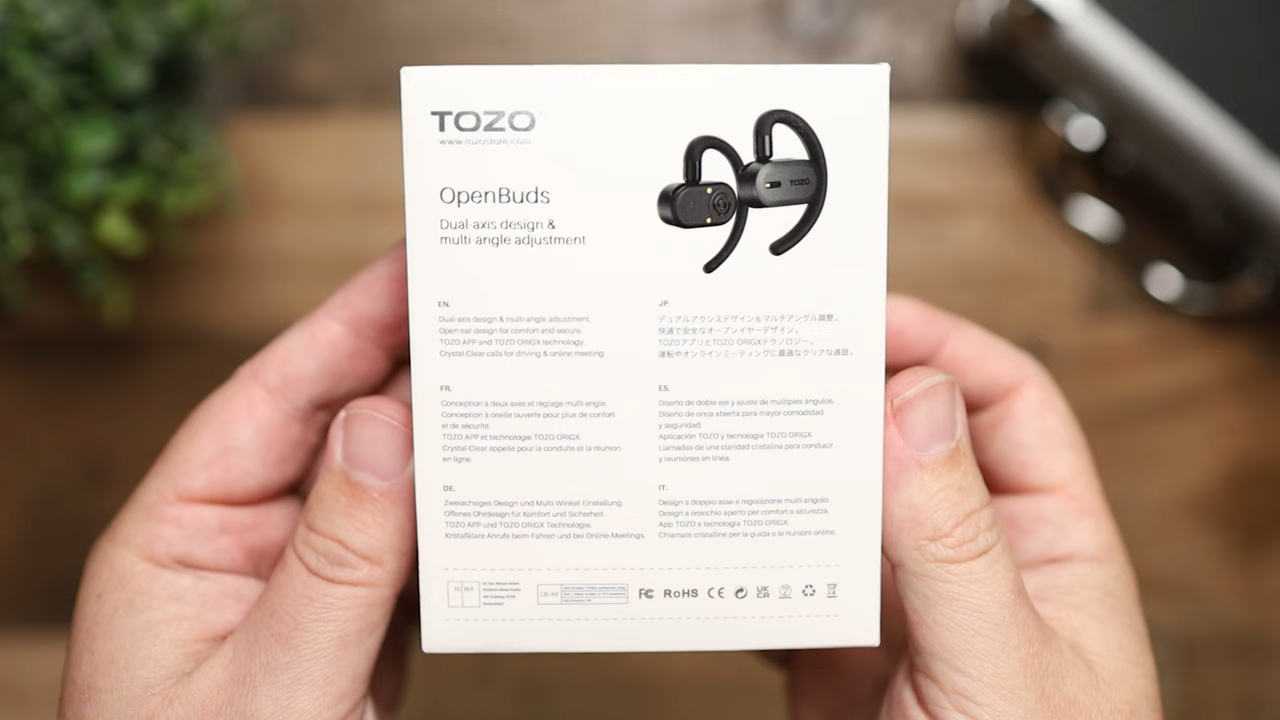 TOZO
www.tozostore.com
TOZO
OpenBuds
Dual-axis design &
multi-angle adjustment
EN.
Dual-axis design & multi-angle adjustment.
Open ear design for comfort and secure.
TOZO APP and TOZO ORIGX technology.
Crystal Clear calls for driving & online meeting.
JP.
デュアルアクシスデザイン&マルチアングル調整。
快適で安全なオープンイヤーデザイン。
TOZOアプリとTOZO ORIGXテクノロジー。
運転やオンラインミーティングに最適なクリアな通話。
FR.
Conception à deux axes et réglage multi-angle.
Conception à oreille ouverte pour plus de confort
et de sécurité.
TOZO APP et technologie TOZO ORIGX.
Crystal Clear appelle pour la conduite et la réunion
en ligne.
ES.
Diseño de doble eje y ajuste de múltiples ángulos.
Diseño de oreja abierta para mayor comodidad
y seguridad.
Aplicación TOZO y tecnología TOZO ORIGX.
Llamadas de una claridad cristalina para conducir
y reuniones en línea.
DE.
Zweiachsiges Design und Multi-Winkel-Einstellung.
Offenes Ohrdesign für Komfort und Sicherheit.
TOZO APP und TOZO ORIGX Technologie.
Kristallklare Anrufe beim Fahren und bei Online-Meetings.
IT.
Design a doppio asse e regolazione multi-angolo.
Design a orecchio aperto per comfort e sicurezza.
App TOZO e tecnologia TOZO ORIGX.
Chiamate cristalline per la guida e le riunioni online.
EC REP
UK AR
FC RoHS CE UK CA